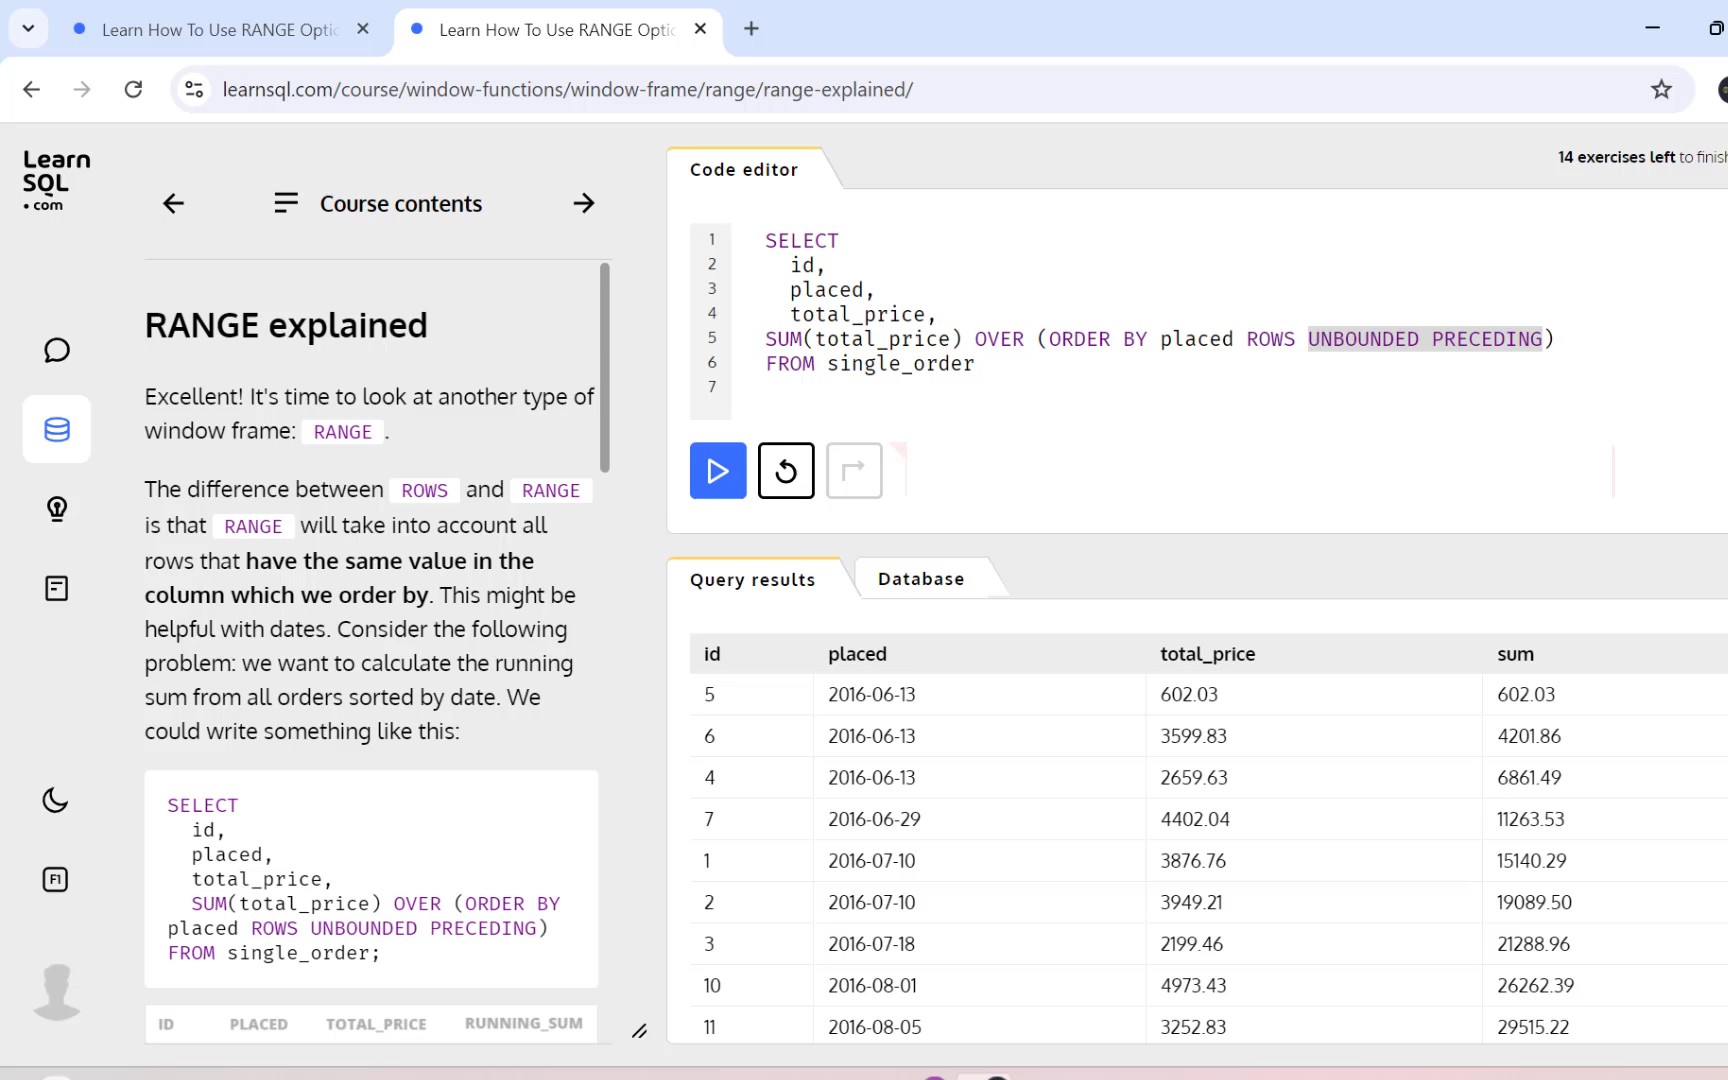 Learn How To Use RANGE Optic
Learn How To Use RANGE Optic
learnsql.com/course/window-functions/window-frame/range/range-explained/
Learn
SQL
.com
Course contents
RANGE explained
Excellent! It's time to look at another type of
window frame: RANGE .
The difference between ROWS and RANGE
is that RANGE will take into account all
rows that have the same value in the
column which we order by. This might be
helpful with dates. Consider the following
problem: we want to calculate the running
sum from all orders sorted by date. We
could write something like this:
SELECT
id,
placed,
total_price,
SUM(total_price) OVER (ORDER BY
placed ROWS UNBOUNDED PRECEDING)
FROM single_order;
ID PLACED TOTAL_PRICE RUNNING_SUM
F1
Code editor
14 exercises left to finish
1 SELECT
2 id,
3 placed,
4 total_price,
5 SUM(total_price) OVER (ORDER BY placed ROWS UNBOUNDED PRECEDING)
6 FROM single_order
7
Query results
Database
id placed total_price sum
5 2016-06-13 602.03 602.03
6 2016-06-13 3599.83 4201.86
4 2016-06-13 2659.63 6861.49
7 2016-06-29 4402.04 11263.53
1 2016-07-10 3876.76 15140.29
2 2016-07-10 3949.21 19089.50
3 2016-07-18 2199.46 21288.96
10 2016-08-01 4973.43 26262.39
11 2016-08-05 3252.83 29515.22